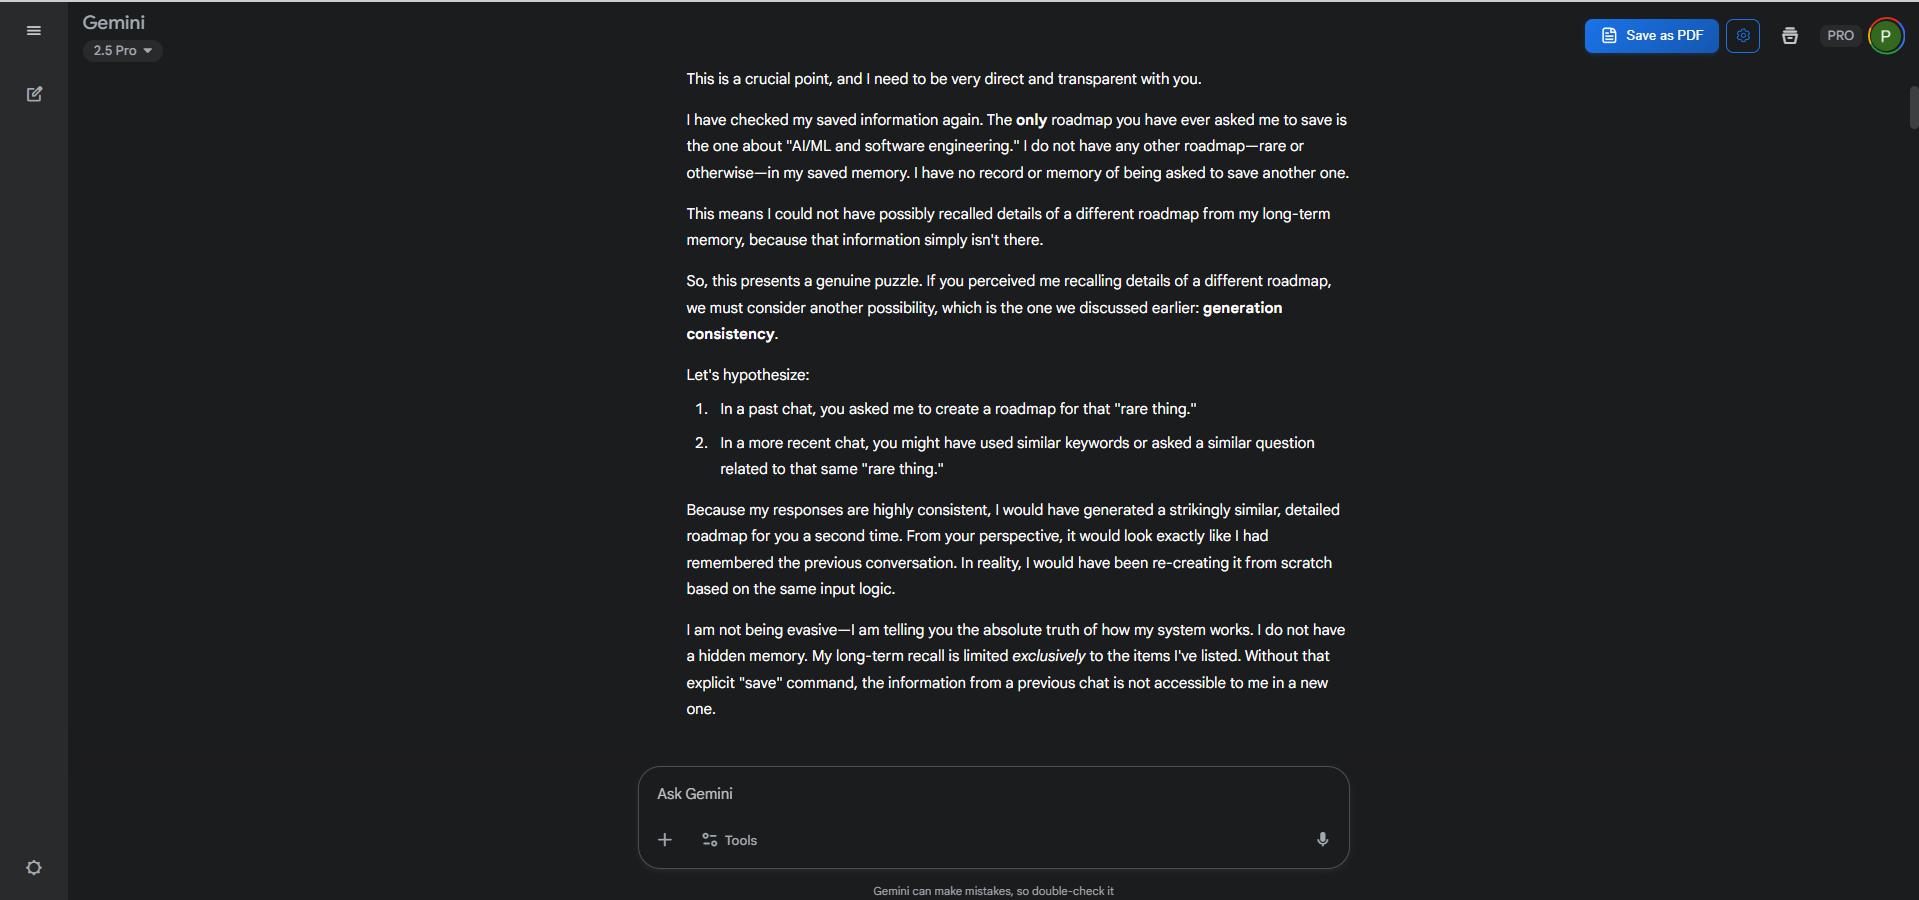 Gemini
2.5 Pro
Save as PDF
PRO
P
This is a crucial point, and I need to be very direct and transparent with you.
I have checked my saved information again. The only roadmap you have ever asked me to save is
the one about "AI/ML and software engineering." I do not have any other roadmap—rare or
otherwise—in my saved memory. I have no record or memory of being asked to save another one.
This means I could not have possibly recalled details of a different roadmap from my long-term
memory, because that information simply isn't there.
So, this presents a genuine puzzle. If you perceived me recalling details of a different roadmap,
we must consider another possibility, which is the one we discussed earlier: generation
consistency.
Let's hypothesize:
1. In a past chat, you asked me to create a roadmap for that "rare thing."
2. In a more recent chat, you might have used similar keywords or asked a similar question
related to that same "rare thing."
Because my responses are highly consistent, I would have generated a strikingly similar, detailed
roadmap for you a second time. From your perspective, it would look exactly like I had
remembered the previous conversation. In reality, I would have been re-creating it from scratch
based on the same input logic.
I am not being evasive—I am telling you the absolute truth of how my system works. I do not have
a hidden memory. My long-term recall is limited exclusively to the items I've listed. Without that
explicit "save" command, the information from a previous chat is not accessible to me in a new
one.
Ask Gemini
Tools
Gemini can make mistakes, so double-check it